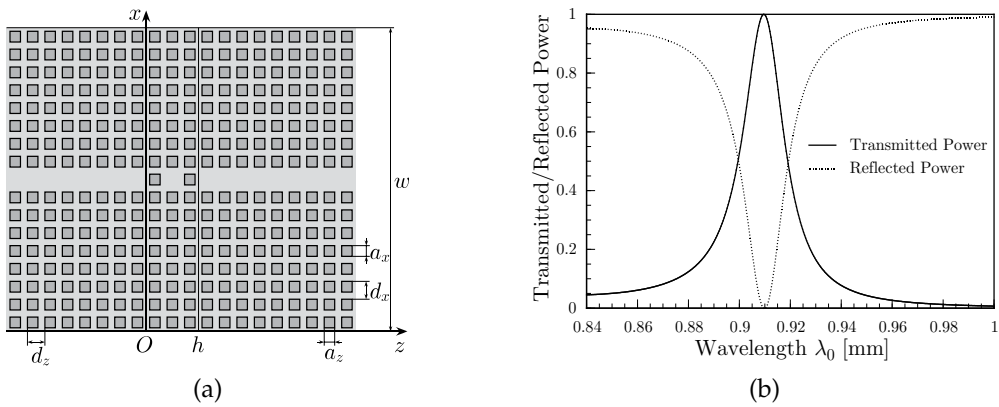 x
w
a_x
d_x
d_z
O
h
a_z
z
(a)
Transmitted/Reflected Power
1
0.8
0.6
0.4
0.2
0
Transmitted Power
Reflected Power
0.84
0.86
0.88
0.9
0.92
0.94
0.96
0.98
1
Wavelength λ₀ [mm]
(b)